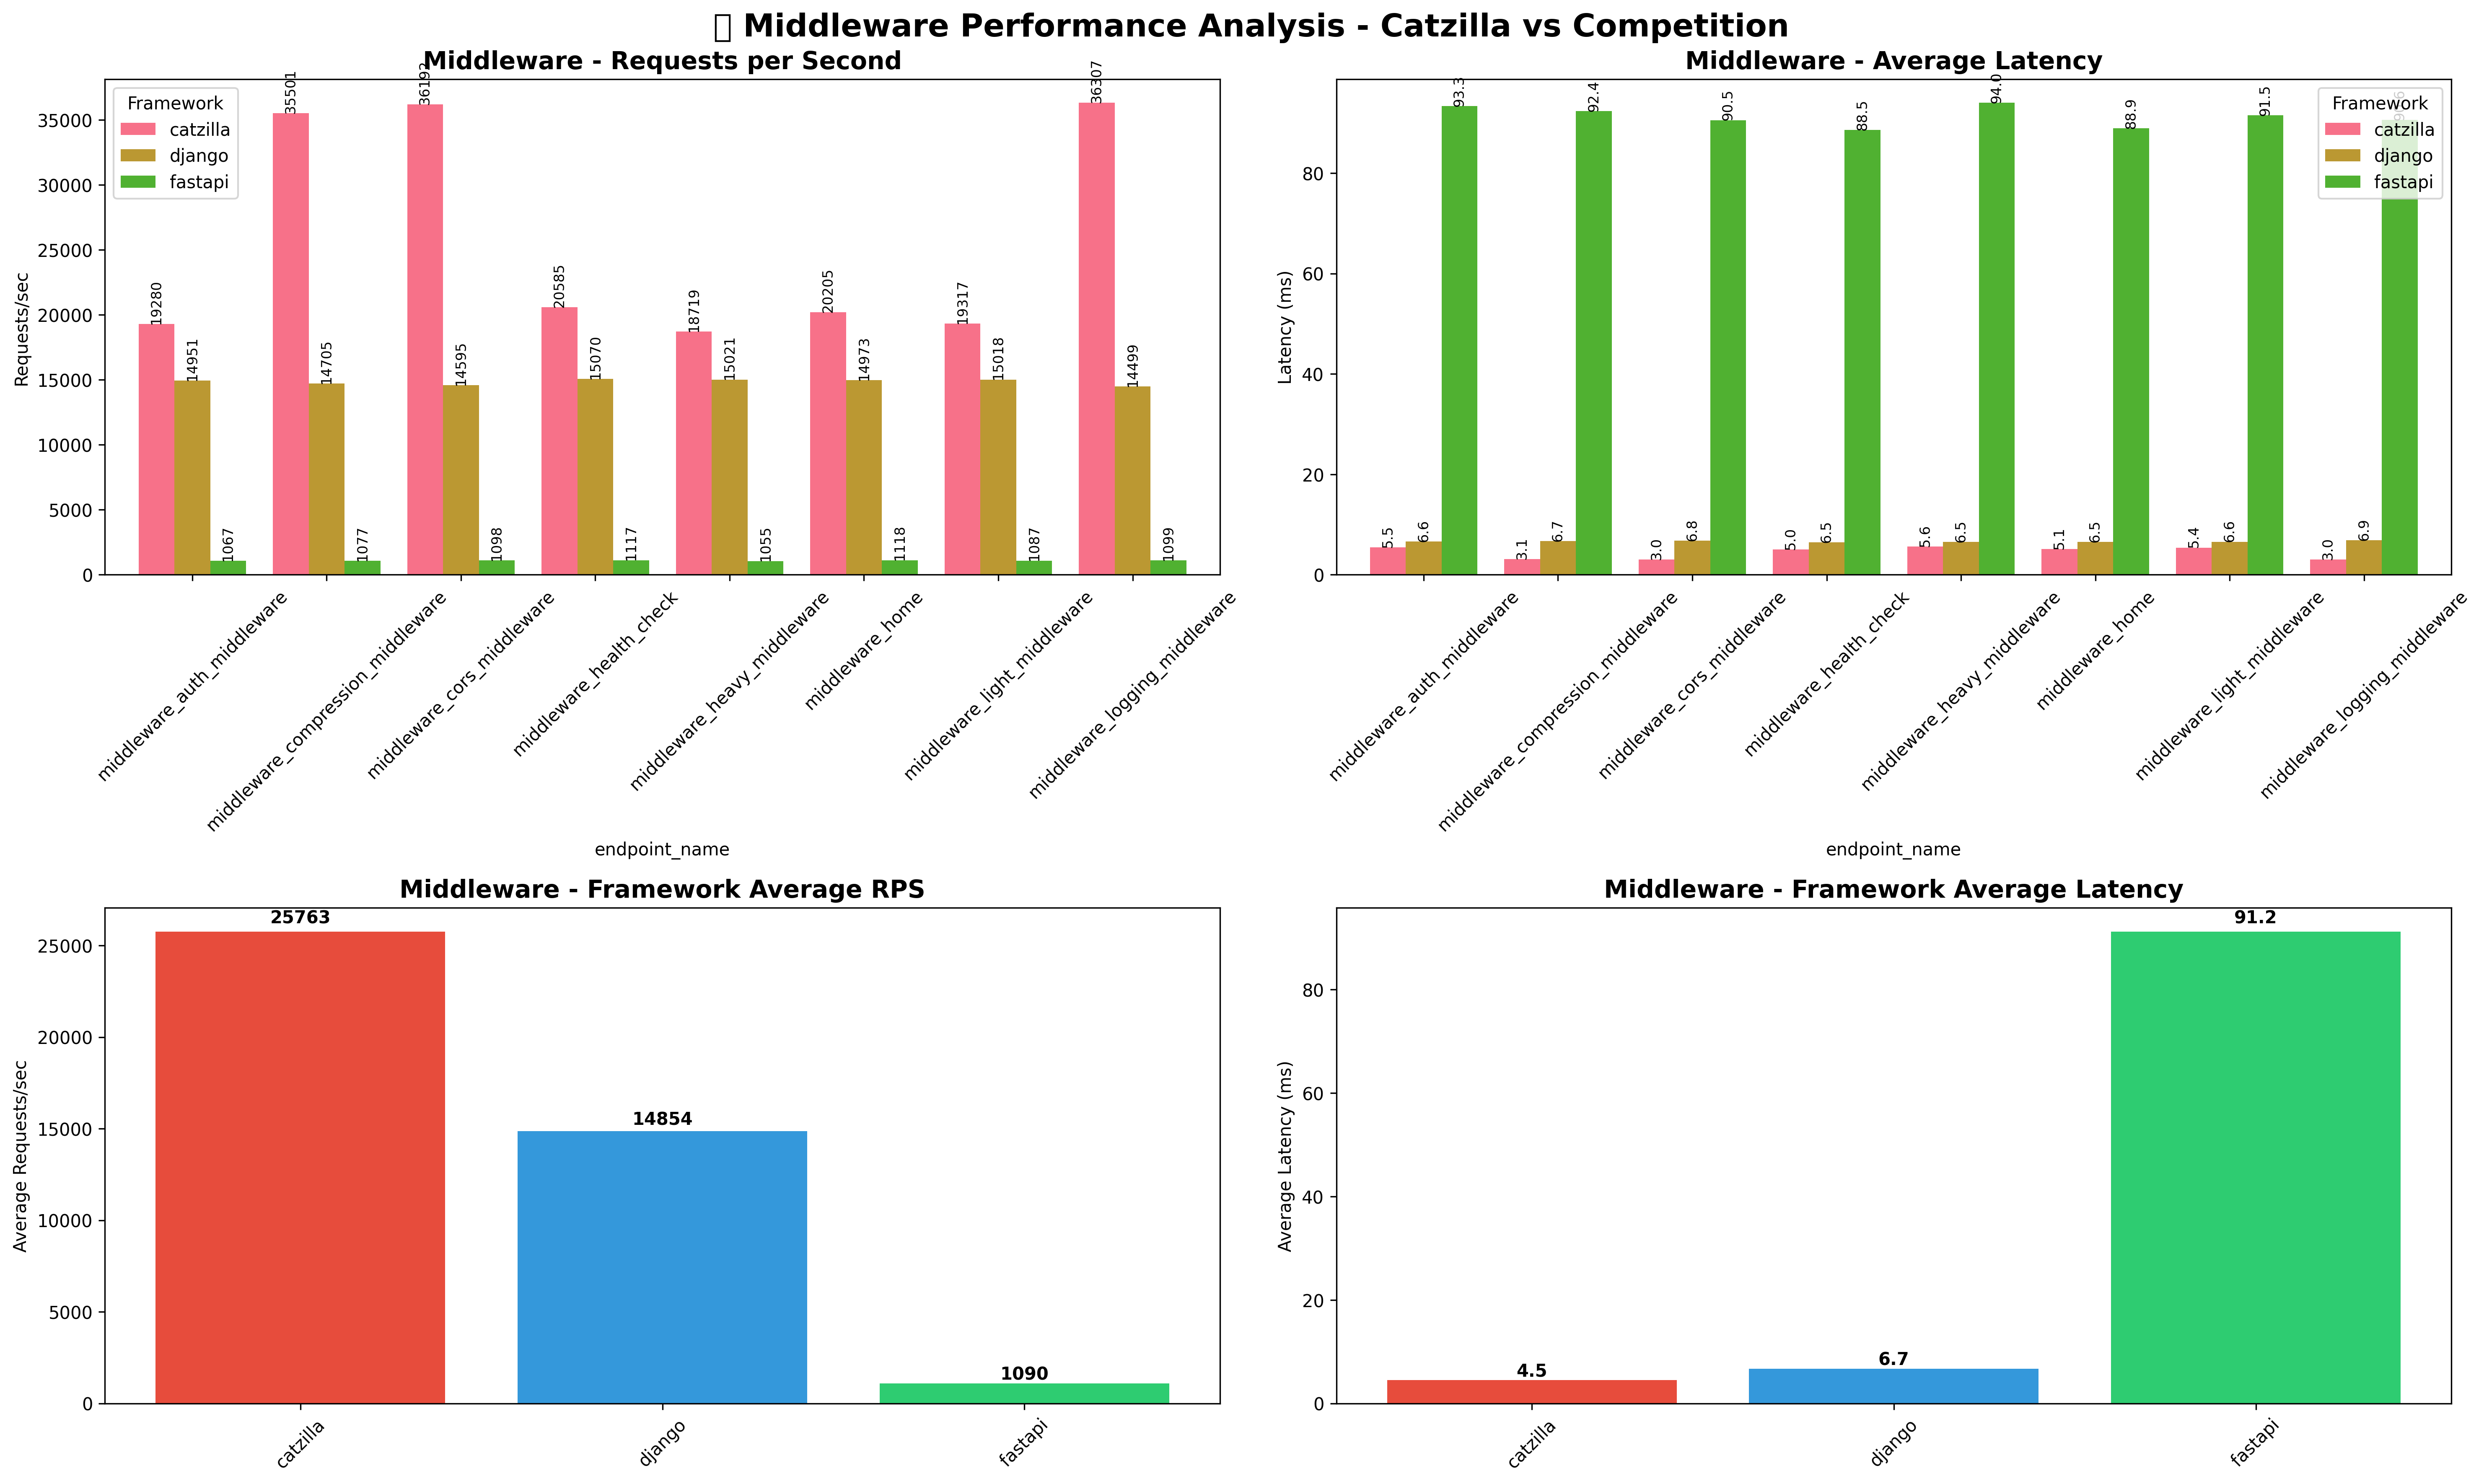 Middleware Performance Analysis - Catzilla vs Competition
Middleware - Requests per Second
Requests/sec
35000
30000
25000
20000
15000
10000
5000
0
Framework
catzilla
django
fastapi
19280
14951
1067
35501
14705
1077
36192
14595
1098
20585
15070
1117
18719
15021
1055
20205
14973
1118
19317
15018
1087
36307
14499
1099
middleware_auth_middleware
middleware_compression_middleware
middleware_cors_middleware
middleware_health_check
middleware_heavy_middleware
middleware_home
middleware_light_middleware
middleware_logging_middleware
endpoint_name
Middleware - Average Latency
Latency (ms)
80
60
40
20
0
Framework
catzilla
django
fastapi
5.5
6.6
93.3
3.1
6.7
92.4
3.0
6.8
90.5
5.0
6.5
88.5
5.6
6.5
94.0
5.1
6.5
88.9
5.4
6.6
91.5
3.0
6.9
middleware_auth_middleware
middleware_compression_middleware
middleware_cors_middleware
middleware_health_check
middleware_heavy_middleware
middleware_home
middleware_light_middleware
middleware_logging_middleware
endpoint_name
Middleware - Framework Average RPS
Average Requests/sec
25000
20000
15000
10000
5000
0
25763
14854
1090
catzilla
django
fastapi
Middleware - Framework Average Latency
Average Latency (ms)
80
60
40
20
0
4.5
6.7
91.2
catzilla
django
fastapi